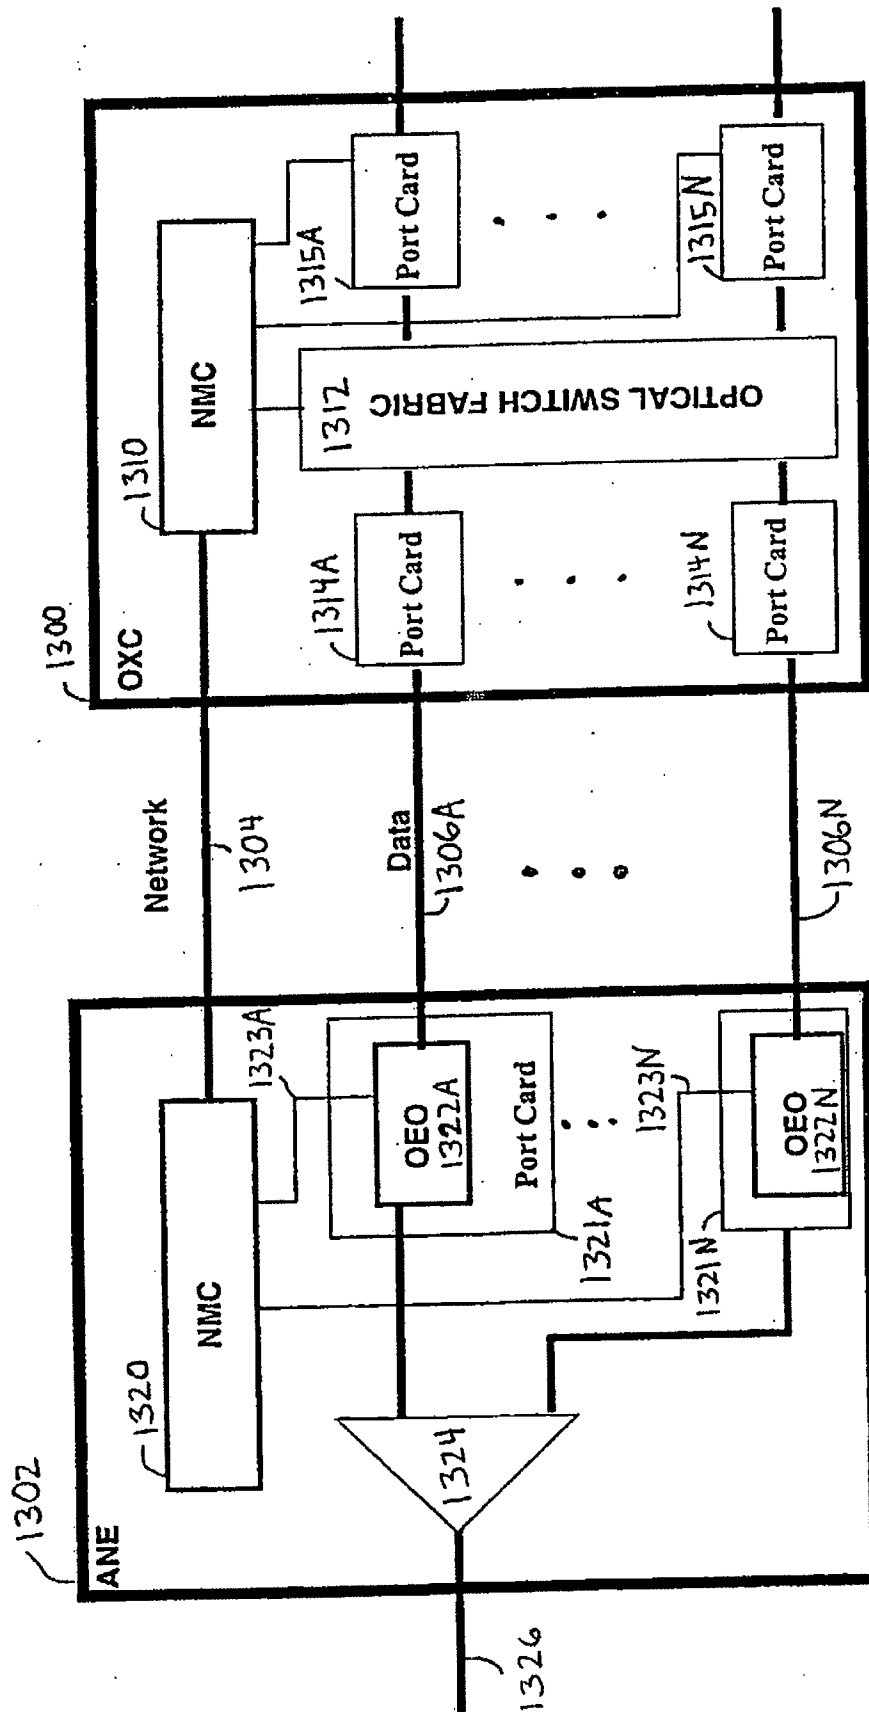 1302
ANE
1320
NMC
1323A
OEO
1322A
Port Card
1321A
1323N
OEO
1322N
1321N
1324
1326
Network
1304
Data
1306A
1306N
1300
OXC
1310
NMC
1312
OPTICAL SWITCH FABRIC
1314A
Port Card
1314N
Port Card
1315A
Port Card
1315N
Port Card